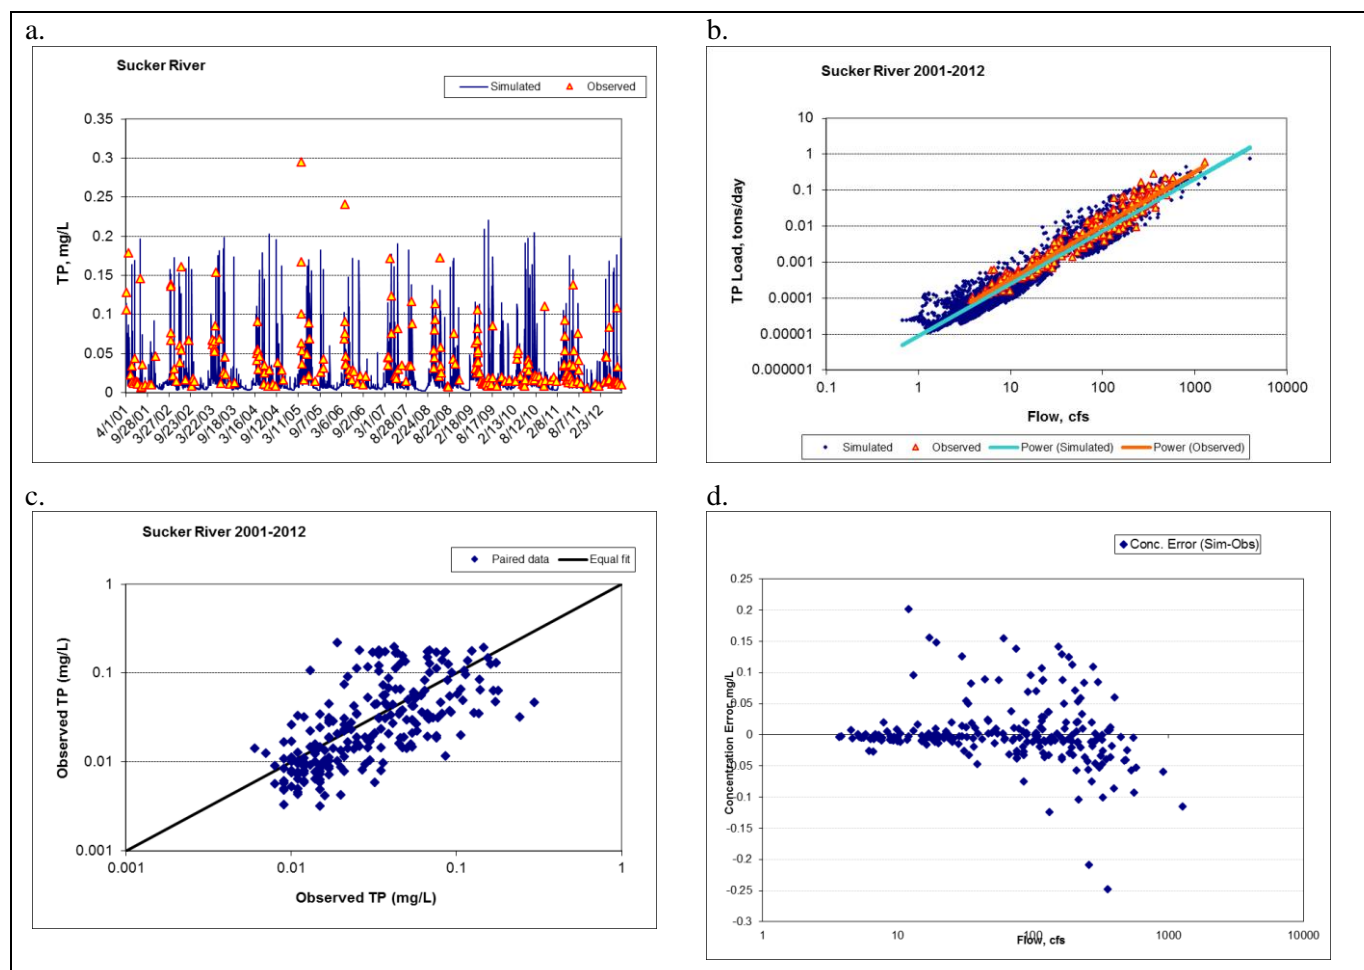 a.
Sucker River
Simulated Observed
TP, mg/L
0.35
0.3
0.25
0.2
0.15
0.1
0.05
0
4/1/01 9/28/01 3/27/02 9/23/02 3/22/03 9/18/03 3/16/04 9/12/04 3/11/05 9/7/05 3/6/06 9/2/06 3/1/07 8/28/07 2/24/08 8/22/08 2/18/09 8/17/09 2/13/10 8/12/10 2/8/11 8/7/11 2/3/12
b.
Sucker River 2001-2012
TP Load, tons/day
10
1
0.1
0.01
0.001
0.0001
0.00001
0.000001
0.1 1 10 100 1000 10000
Flow, cfs
Simulated Observed Power (Simulated) Power (Observed)
c.
Sucker River 2001-2012
Paired data Equal fit
Observed TP (mg/L)
1
0.1
0.01
0.001
0.001 0.01 0.1 1
Observed TP (mg/L)
d.
Conc. Error (Sim-Obs)
Concentration Error, mg/L
0.25
0.2
0.15
0.1
0.05
0
-0.05
-0.1
-0.15
-0.2
-0.25
-0.3
1 10 100 1000 10000
Flow, cfs